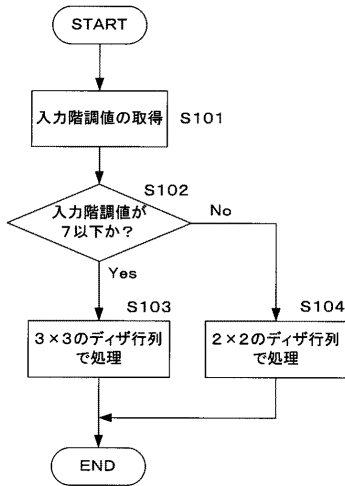 START
入力階調値の取得
S101
S102
入力階調値が
7以下か？
No
Yes
S103
3×3のディザ行列
で処理
S104
2×2のディザ行列
で処理
END